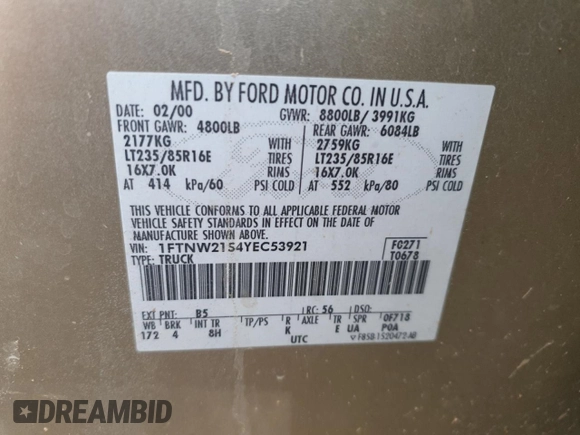 MFD. BY FORD MOTOR CO. IN U.S.A.
DATE: 02/00 GVWR: 8800LB/ 3991KG
FRONT GAWR: 4800LB REAR GAWR: 6084LB
2177KG WITH 2759KG WITH
LT235/85R16E TIRES LT235/85R16E TIRES
16X7.0K RIMS 16X7.0K RIMS
AT 414 kPa/60 PSI COLD AT 552 kPa/80 PSI COLD
THIS VEHICLE CONFORMS TO ALL APPLICABLE FEDERAL MOTOR
VEHICLE SAFETY STANDARDS IN EFFECT ON THE DATE OF
MANUFACTURE SHOWN ABOVE.
1FTNW21S4YEC53921 F0271
TYPE: TRUCK T0678
EXT PNT: B5 RC: 56 DSO:
WB BRK INT TR TP/PS R AXLE TR SPR 0F718
172 4 8H K E UA POA
UTC
DREAMBID